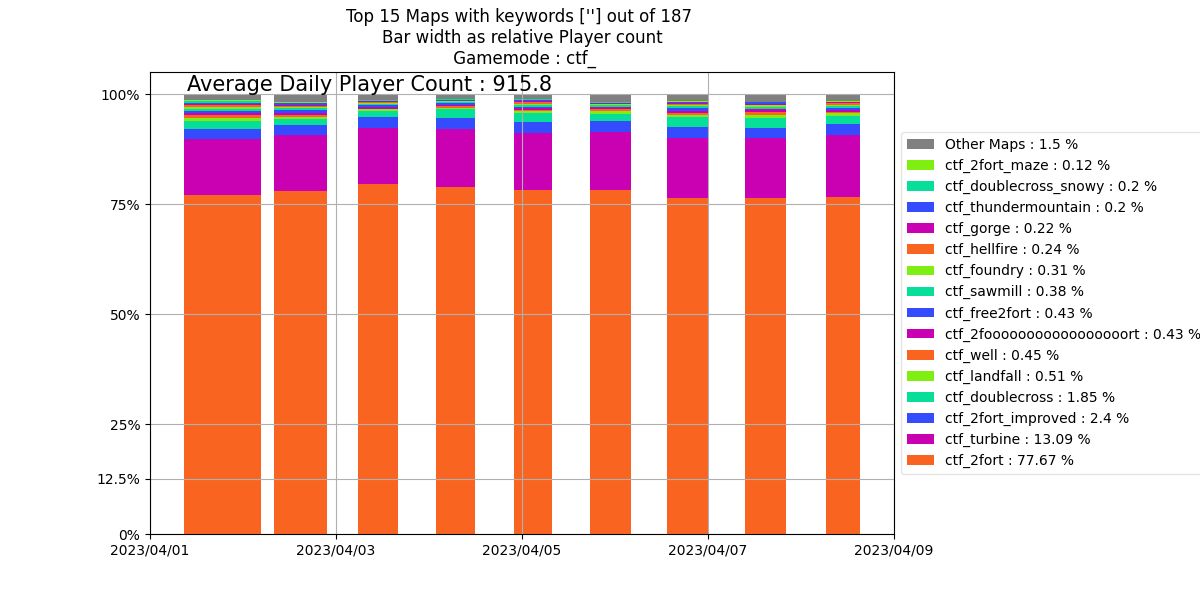 Top 15 Maps with keywords [''] out of 187
Bar width as relative Player count
Gamemode : ctf_
Average Daily Player Count : 915.8
100%
75%
50%
25%
12.5%
0%
2023/04/01
2023/04/03
2023/04/05
2023/04/07
2023/04/09
Other Maps : 1.5 %
ctf_2fort_maze : 0.12 %
ctf_doublecross_snowy : 0.2 %
ctf_thundermountain : 0.2 %
ctf_gorge : 0.22 %
ctf_hellfire : 0.24 %
ctf_foundry : 0.31 %
ctf_sawmill : 0.38 %
ctf_free2fort : 0.43 %
ctf_2fooooooooooooooooort : 0.43 %
ctf_well : 0.45 %
ctf_landfall : 0.51 %
ctf_doublecross : 1.85 %
ctf_2fort_improved : 2.4 %
ctf_turbine : 13.09 %
ctf_2fort : 77.67 %